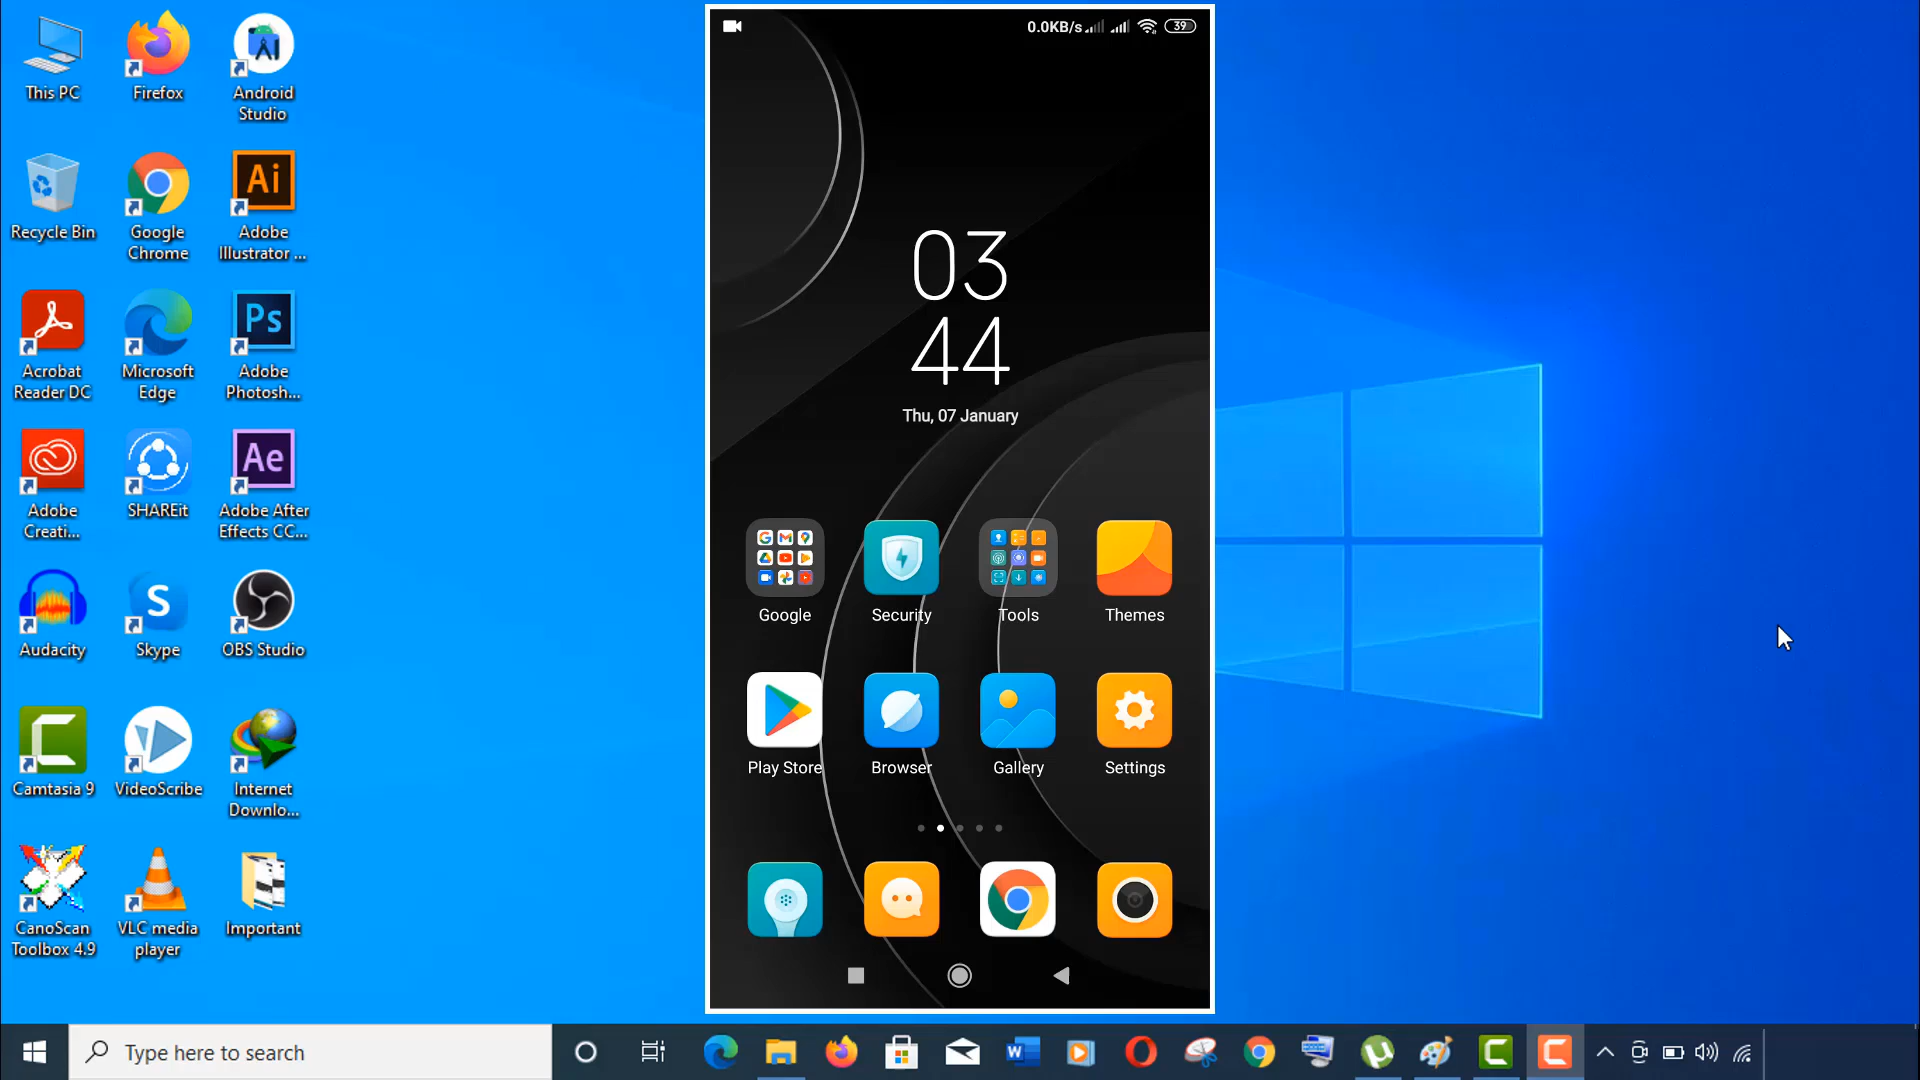 This PC
Firefox
Android
Studio
Recycle Bin
Google
Chrome
Ai
Adobe
Illustrator ...
Acrobat
Reader DC
Microsoft
Edge
Ps
Adobe
Photosh...
Adobe
Creati...
SHAREit
Ae
Adobe After
Effects CC...
Audacity
S
Skype
OBS Studio
Camtasia 9
VideoScribe
Internet
Downlo...
CanoScan
Toolbox 4.9
VLC media
player
Important
0.0KB/s
39
03
44
Thu, 07 January
Google
Security
Tools
Themes
Play Store
Browser
Gallery
Settings
Type here to search
W